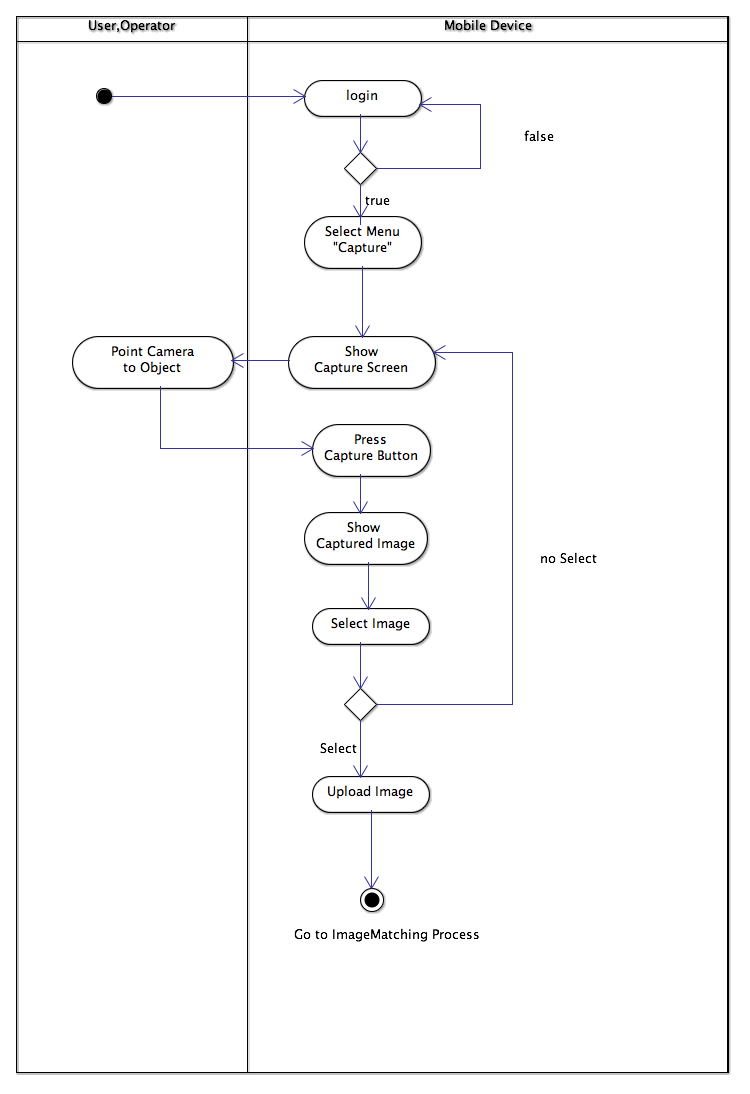 User,Operator
Mobile Device
login
false
true
Select Menu
"Capture"
Point Camera
to Object
Show
Capture Screen
Press
Capture Button
Show
Captured Image
no Select
Select Image
Select
Upload Image
Go to ImageMatching Process